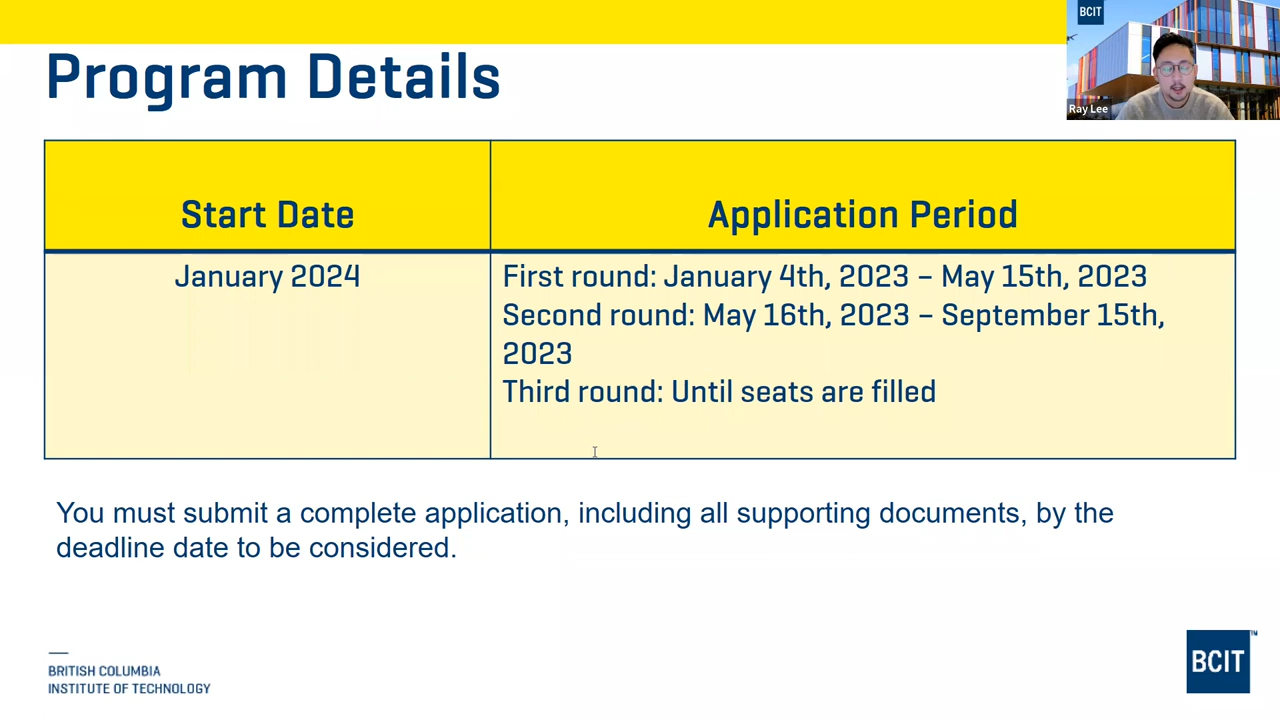 BCIT
Program Details
Ray Lee
Start Date
Application Period
January 2024
First round: January 4th, 2023 – May 15th, 2023
Second round: May 16th, 2023 – September 15th,
2023
Third round: Until seats are filled
You must submit a complete application, including all supporting documents, by the
deadline date to be considered.
BRITISH COLUMBIA
INSTITUTE OF TECHNOLOGY
BCIT™